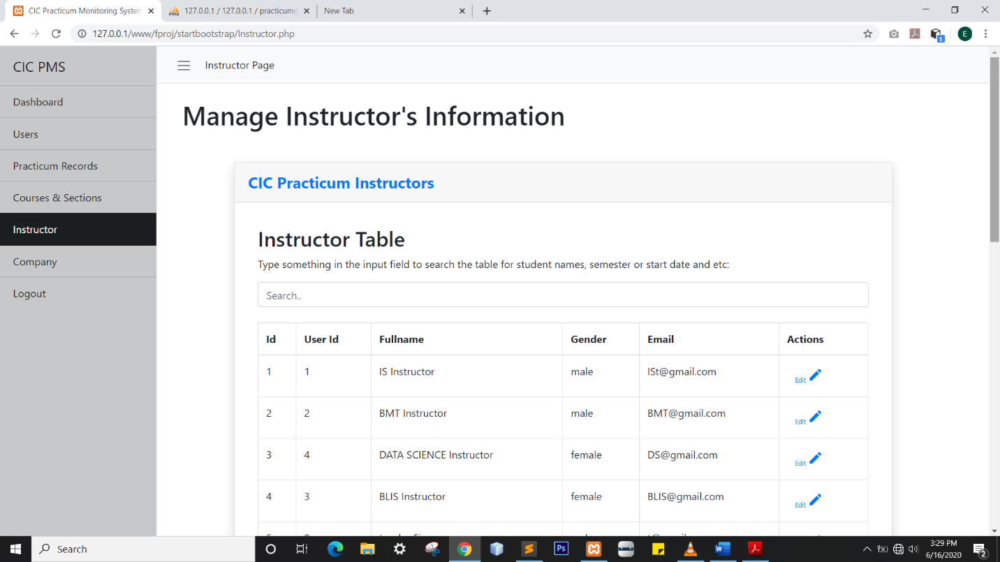 CIC Practicum Monitoring System
127.0.0.1 / 127.0.0.1 / practicumd
New Tab
127.0.0.1/www/fproj/startbootstrap/Instructor.php
E
1
CIC PMS
Instructor Page
Dashboard
Users
Practicum Records
Courses & Sections
Instructor
Company
Logout
Manage Instructor's Information
CIC Practicum Instructors
Instructor Table
Type something in the input field to search the table for student names, semester or start date and etc:
Search..
Id User Id Fullname Gender Email Actions
1 1 IS Instructor male ISt@gmail.com Edit
2 2 BMT Instructor male BMT@gmail.com Edit
3 4 DATA SCIENCE Instructor female DS@gmail.com Edit
4 3 BLIS Instructor female BLIS@gmail.com Edit
Search
Ps
3:29 PM
6/16/2020
2